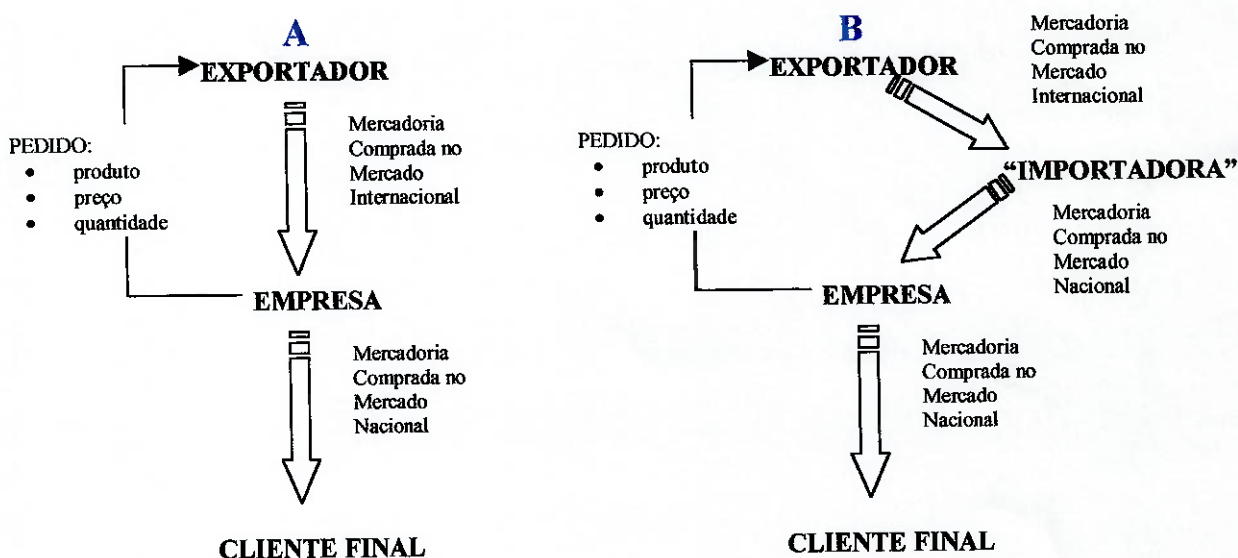 A
EXPORTADOR
PEDIDO:
• produto
• preço
• quantidade
Mercadoria
Comprada no
Mercado
Internacional
EMPRESA
Mercadoria
Comprada no
Mercado
Nacional
CLIENTE FINAL
B
EXPORTADOR
Mercadoria
Comprada no
Mercado
Internacional
PEDIDO:
• produto
• preço
• quantidade
“IMPORTADORA”
Mercadoria
Comprada no
Mercado
Nacional
EMPRESA
Mercadoria
Comprada no
Mercado
Nacional
CLIENTE FINAL